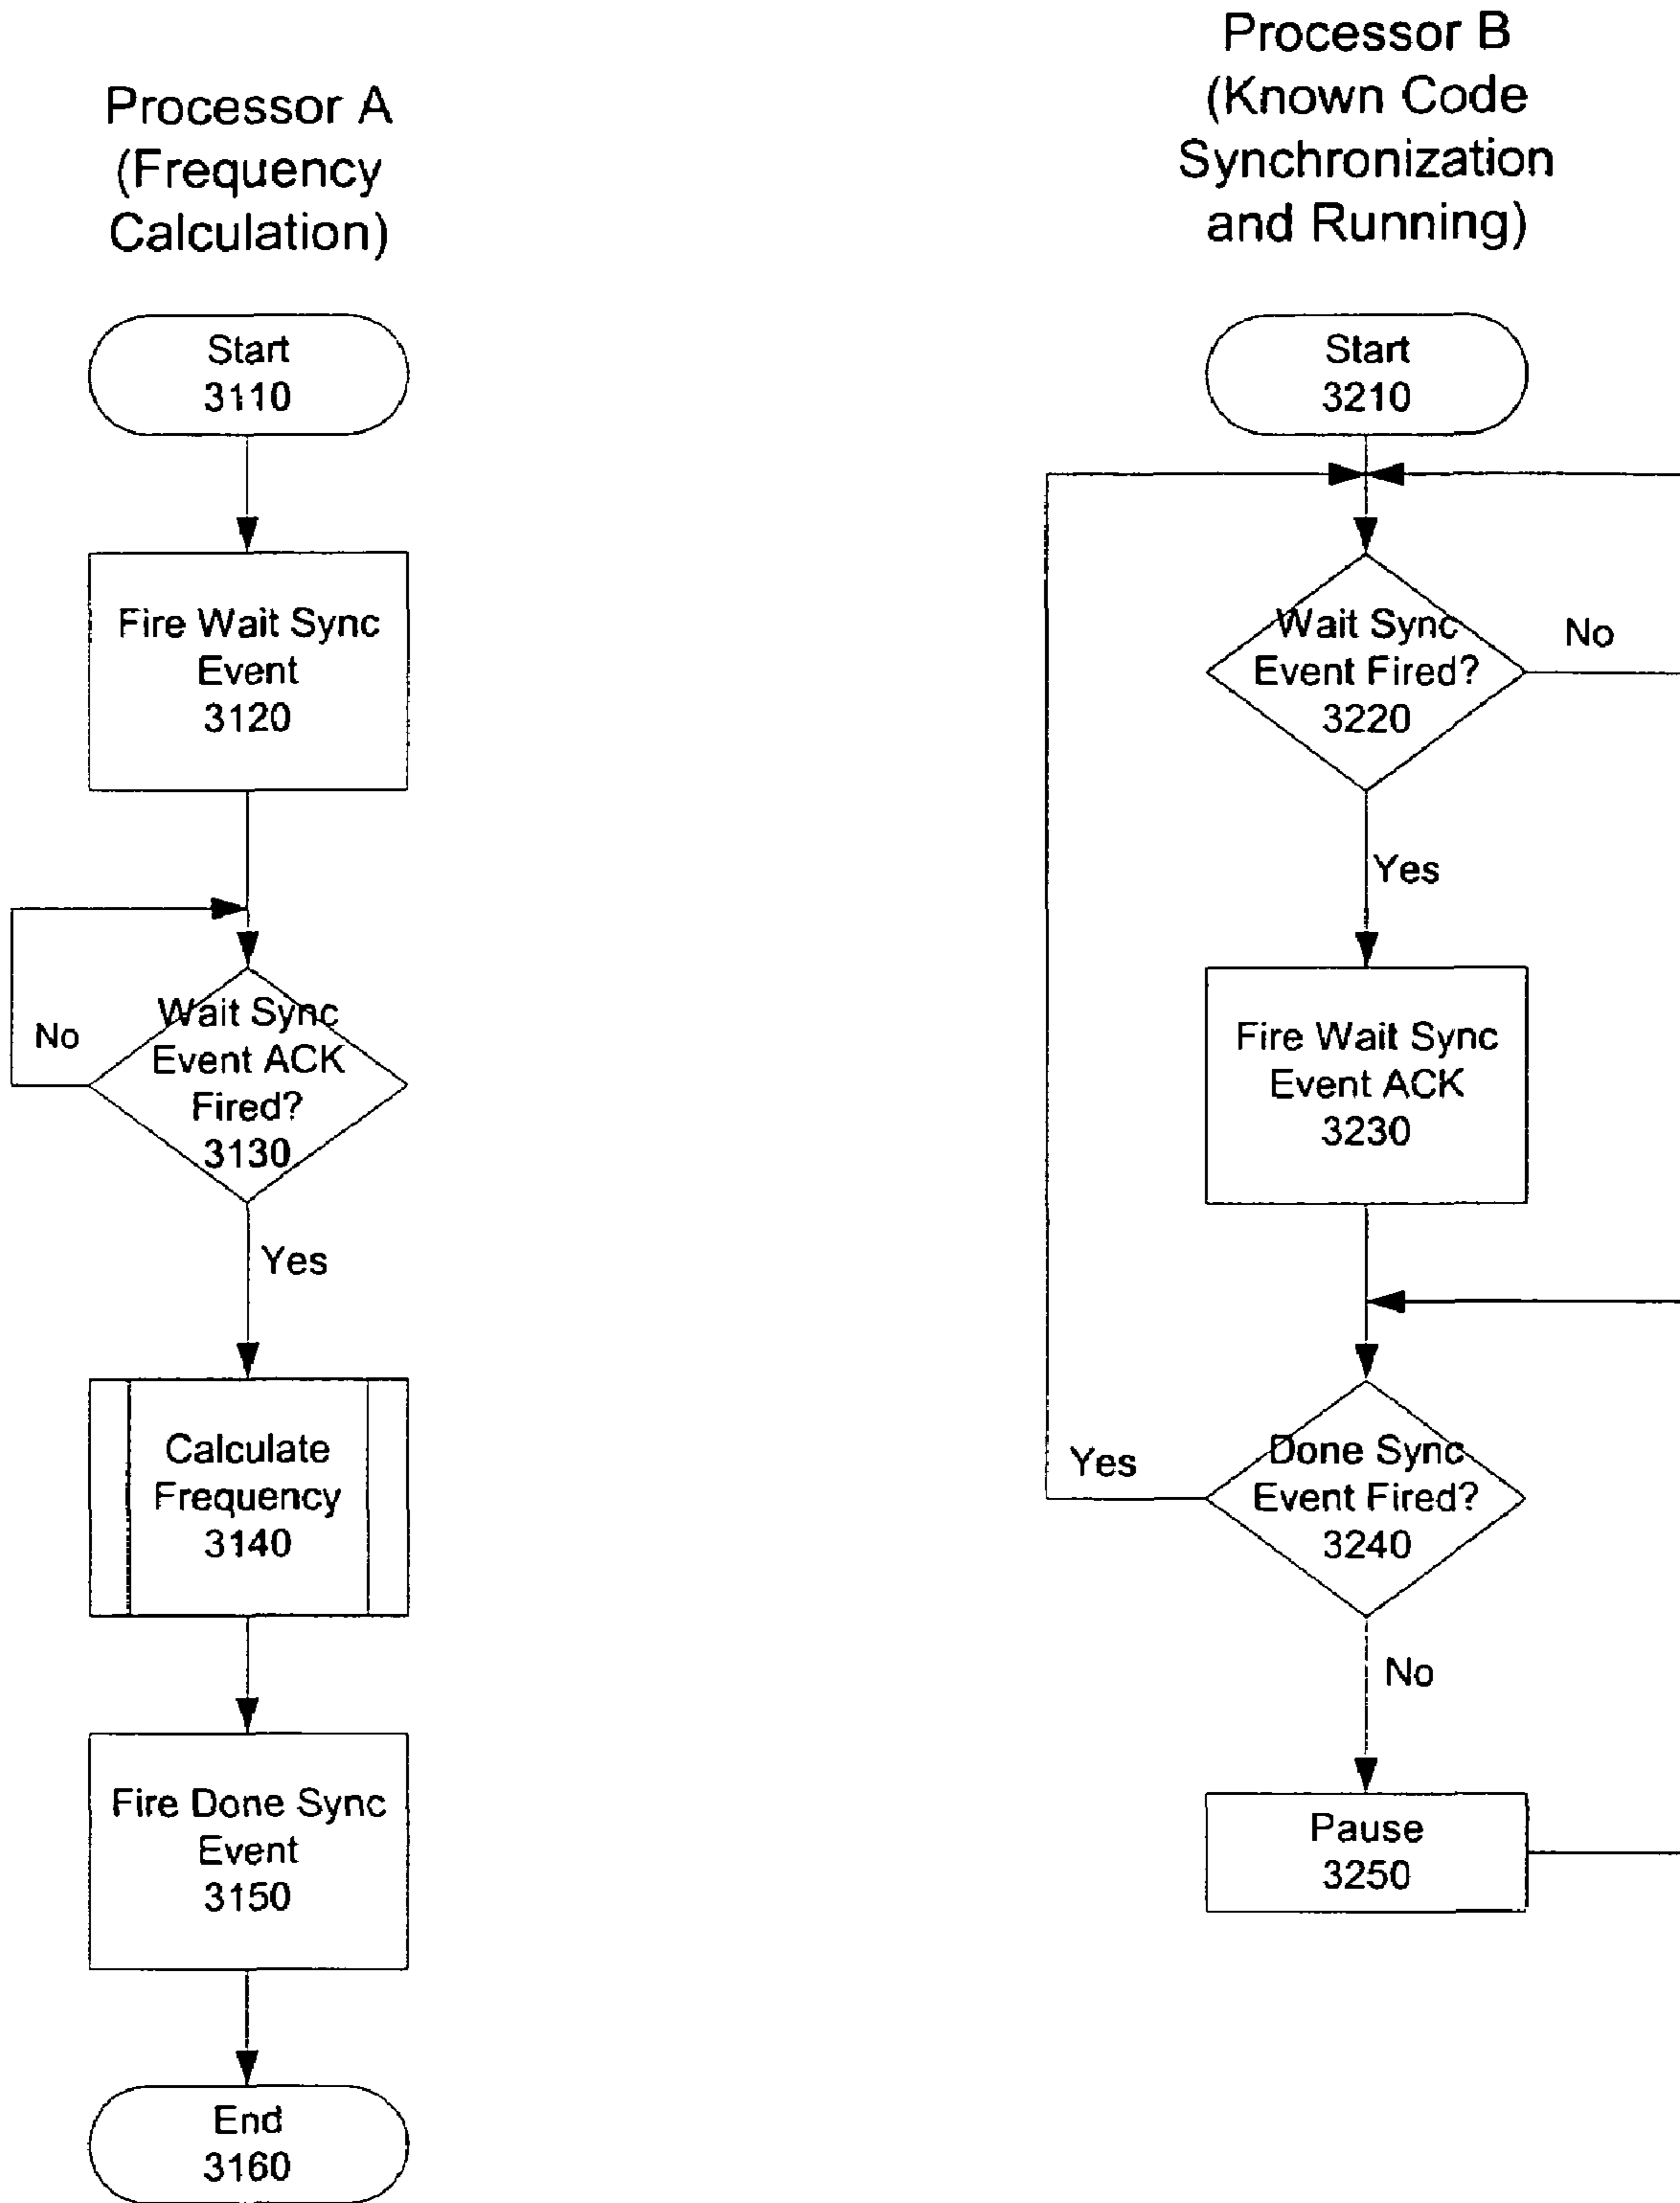 Processor A
(Frequency
Calculation)
Start
3110
Fire Wait Sync
Event
3120
Wait Sync
Event ACK
Fired?
3130
No
Yes
Calculate
Frequency
3140
Fire Done Sync
Event
3150
End
3160
Processor B
(Known Code
Synchronization
and Running)
Start
3210
Wait Sync
Event Fired?
3220
No
Yes
Fire Wait Sync
Event ACK
3230
Done Sync
Event Fired?
3240
Yes
No
Pause
3250